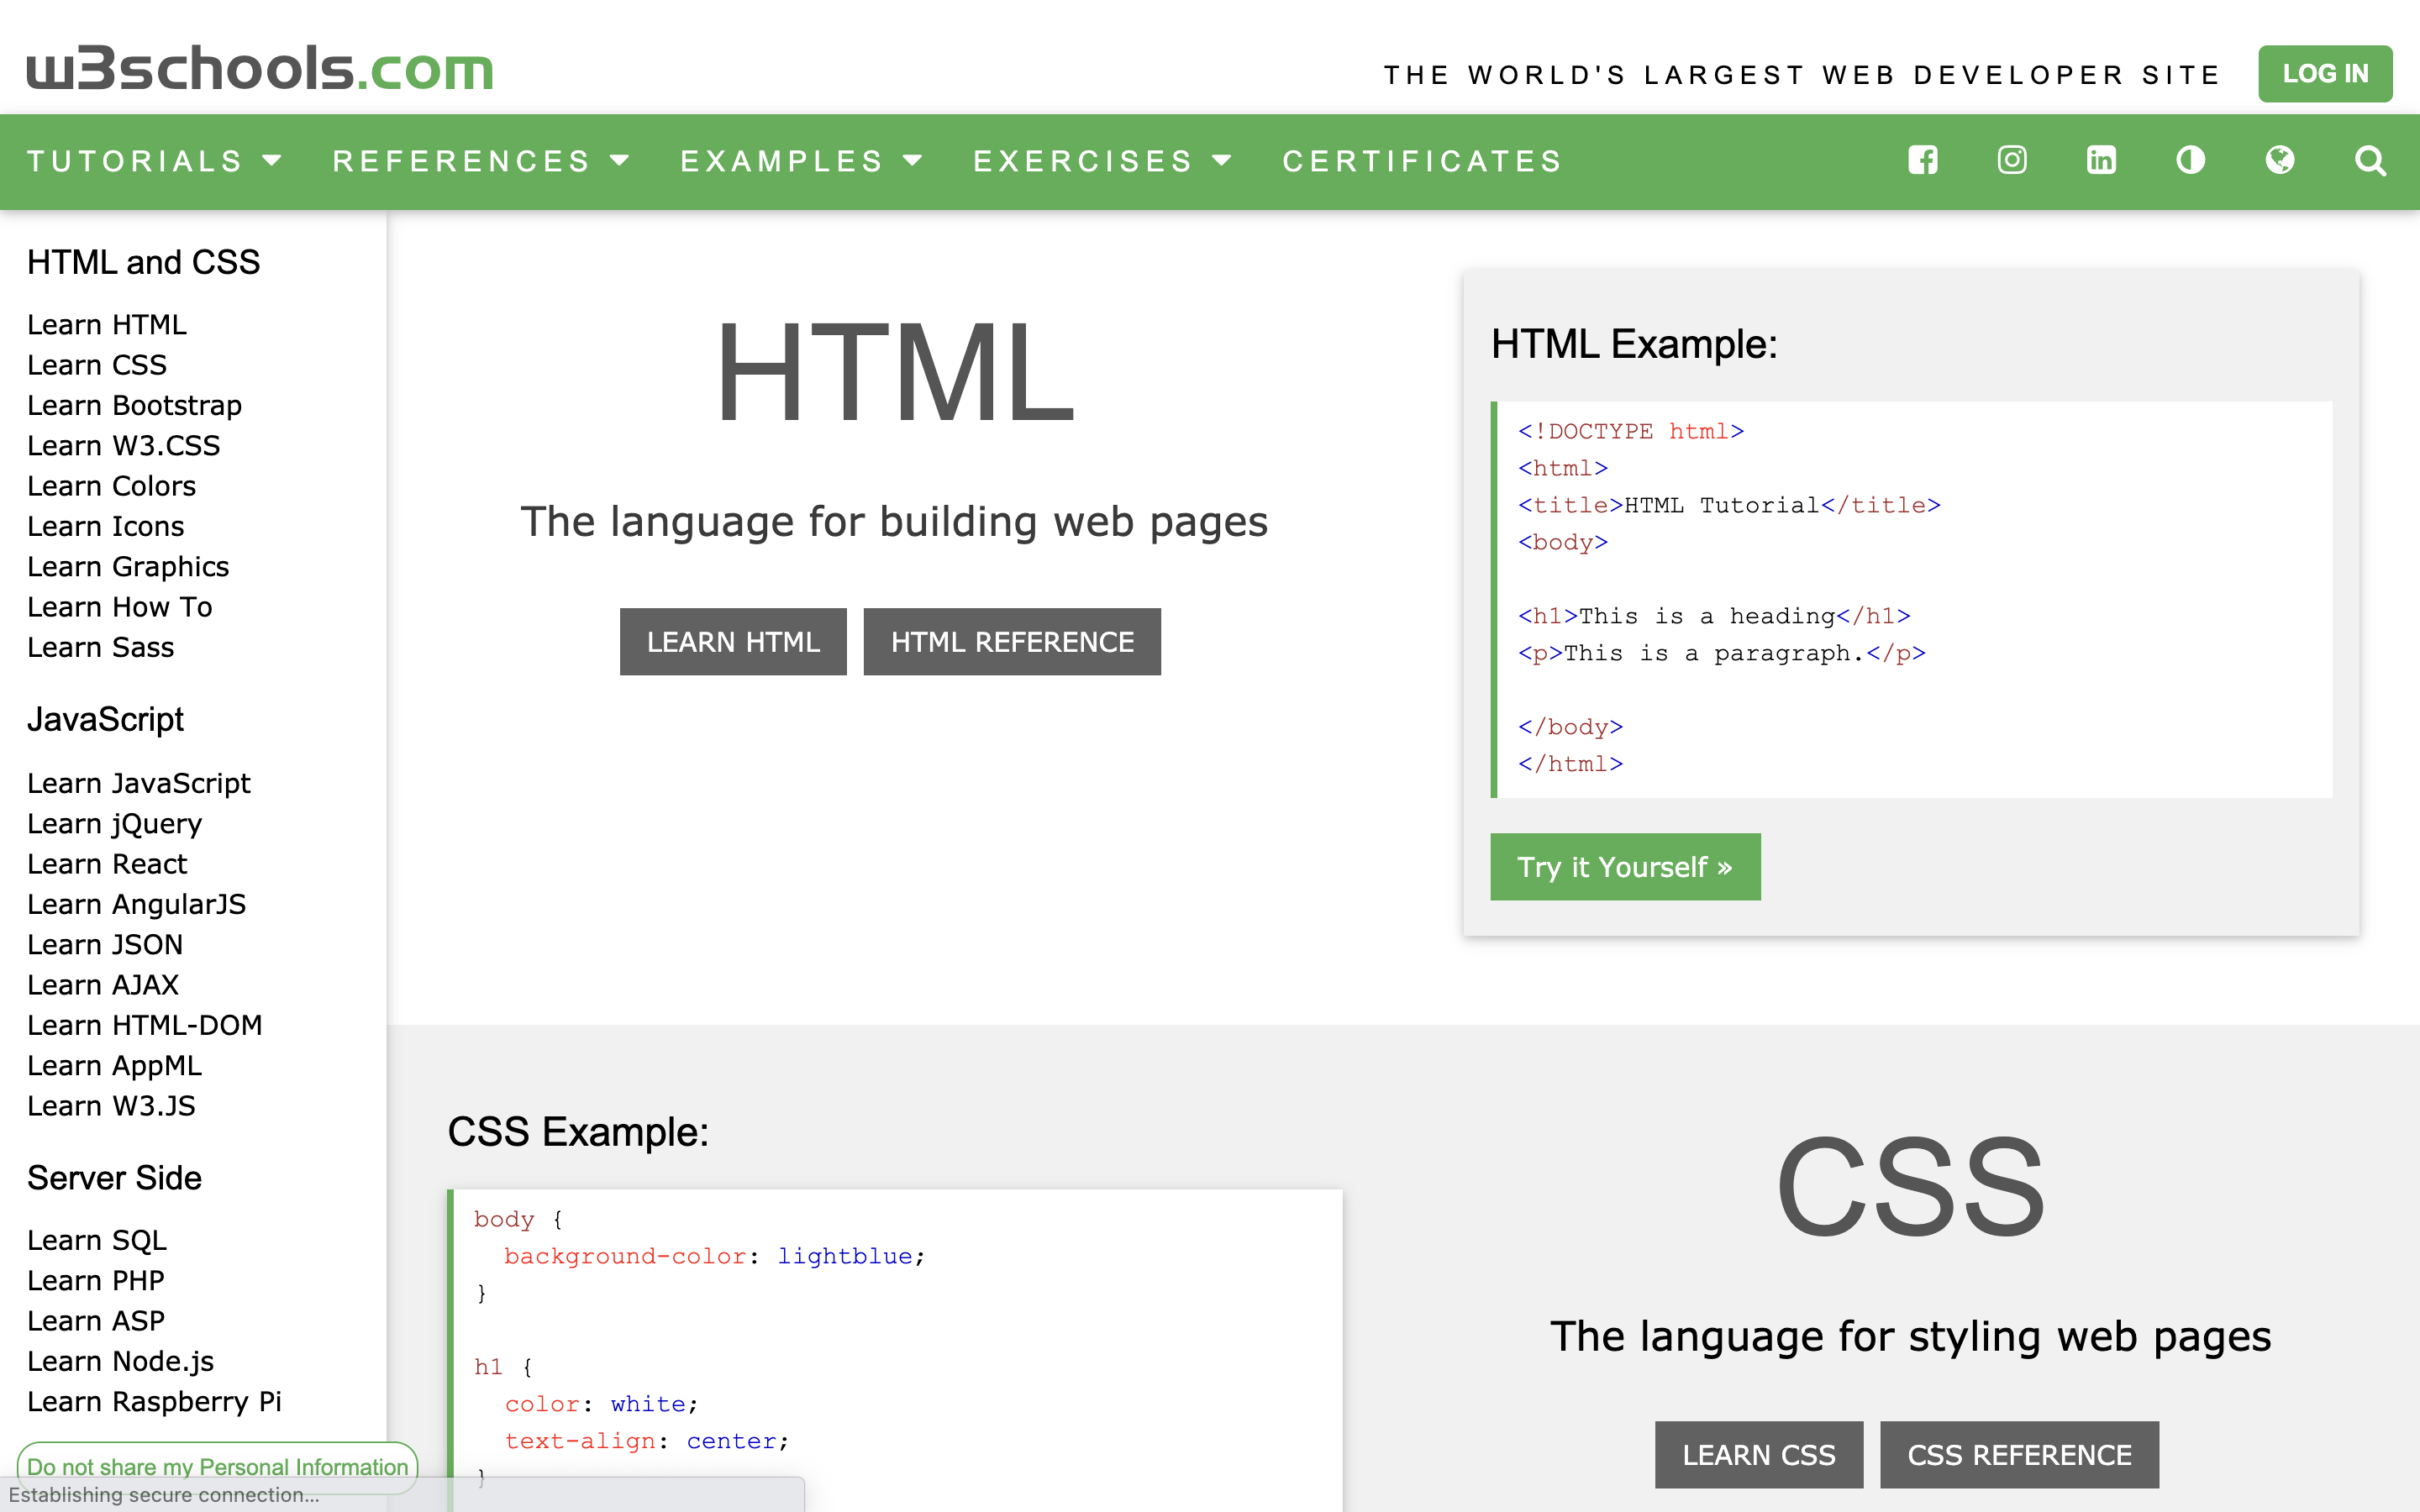 w3schools.com
THE WORLD'S LARGEST WEB DEVELOPER SITE
LOG IN
TUTORIALS
REFERENCES
EXAMPLES
EXERCISES
CERTIFICATES
HTML and CSS
Learn HTML
Learn CSS
Learn Bootstrap
Learn W3.CSS
Learn Colors
Learn Icons
Learn Graphics
Learn How To
Learn Sass
JavaScript
Learn JavaScript
Learn jQuery
Learn React
Learn AngularJS
Learn JSON
Learn AJAX
Learn HTML-DOM
Learn AppML
Learn W3.JS
Server Side
Learn SQL
Learn PHP
Learn ASP
Learn Node.js
Learn Raspberry Pi
Do not share my Personal Information
Establishing secure connection...
HTML
The language for building web pages
LEARN HTML
HTML REFERENCE
HTML Example:
<!DOCTYPE html>
<html>
<title>HTML Tutorial</title>
<body>
<h1>This is a heading</h1>
<p>This is a paragraph.</p>
</body>
</html>
Try it Yourself »
CSS Example:
body {
background-color: lightblue;
}
h1 {
color: white;
text-align: center;
}
CSS
The language for styling web pages
LEARN CSS
CSS REFERENCE